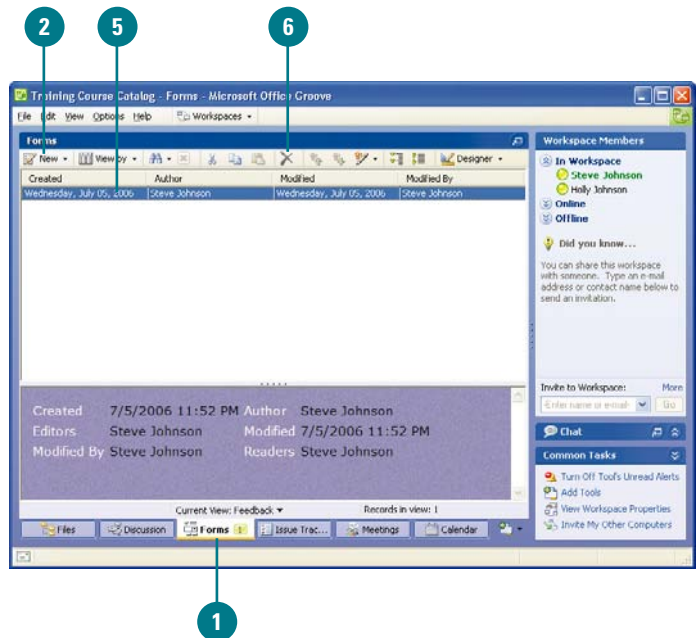 2 5 6
Training Course Catalog - Forms - Microsoft Office Groove
File Edit View Options Help Workspaces
Forms
New View by Designer
Created Author Modified Modified By
Wednesday, July 05, 2006 Steve Johnson Wednesday, July 05, 2006 Steve Johnson
Created 7/5/2006 11:52 PM Author Steve Johnson
Editors Steve Johnson Modified 7/5/2006 11:52 PM
Modified By Steve Johnson Readers Steve Johnson
Current View: Feedback Records in view: 1
Files Discussion Forms Issue Trac... Meetings Calendar
Workspace Members
In Workspace
Steve Johnson
Holly Johnson
Online
Offline
Did you know...
You can share this workspace
with someone. Type an e-mail
address or contact name below to
send an invitation.
Invite to Workspace: More
Enter name or e-mail Go
Chat
Common Tasks
Turn Off Tool's Unread Alerts
Add Tools
View Workspace Properties
Invite My Other Computers
1